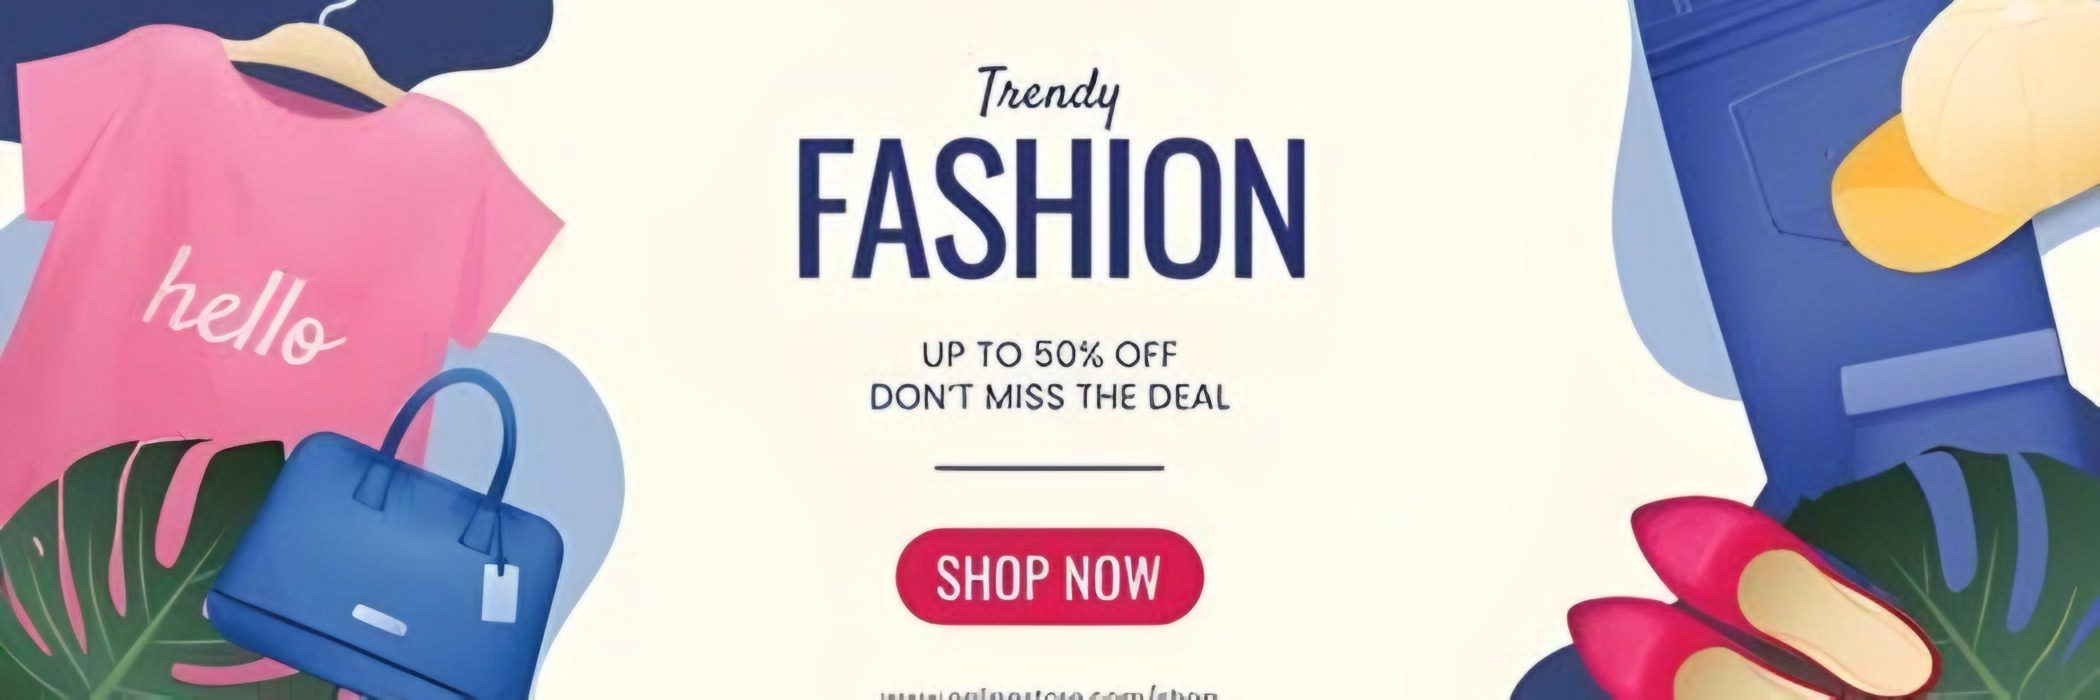 Trendy
FASHION
hello
UP TO 50% OFF
DON'T MISS THE DEAL
SHOP NOW